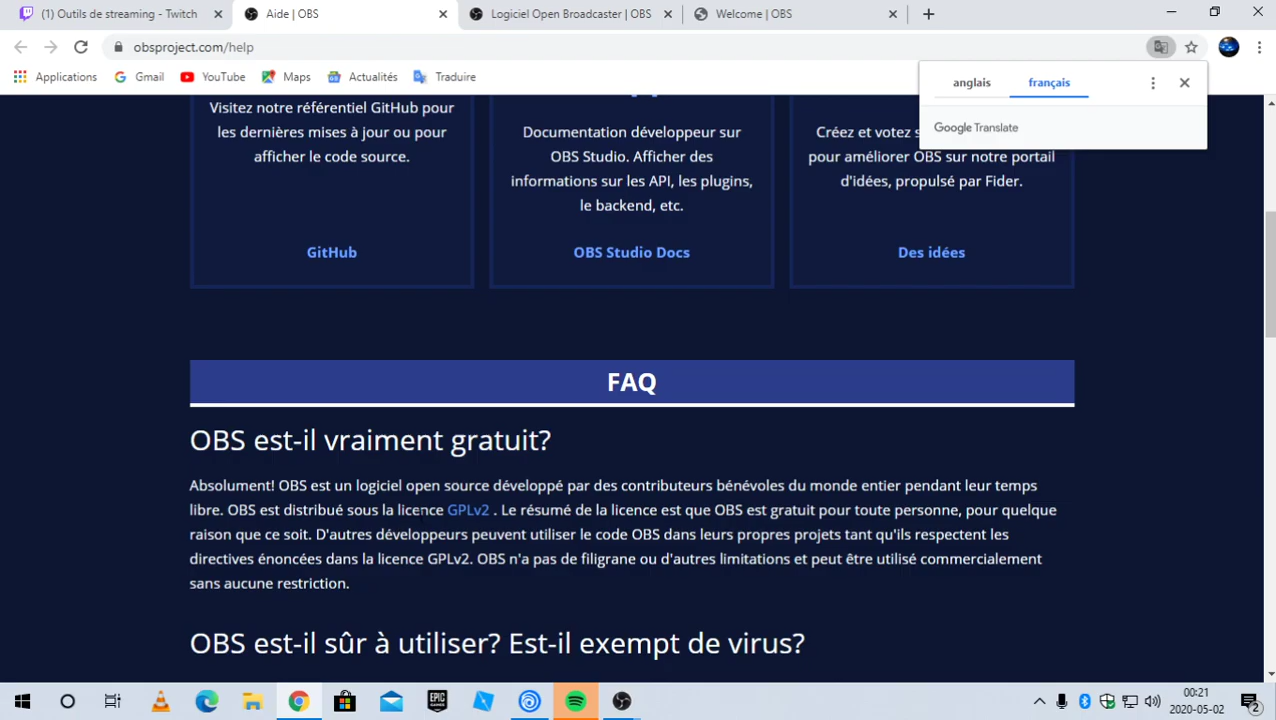 (1) Outils de streaming - Twitch
Aide | OBS
Logiciel Open Broadcaster | OBS
Welcome | OBS
obsproject.com/help
Applications
Gmail
YouTube
Maps
Actualités
Traduire
anglais
français
Google Translate
Visitez notre référentiel GitHub pour
les dernières mises à jour ou pour
afficher le code source.
GitHub
Documentation développeur sur
OBS Studio. Afficher des
informations sur les API, les plugins,
le backend, etc.
OBS Studio Docs
Créez et votez
pour améliorer OBS sur notre portail
d'idées, propulsé par Fider.
Des idées
FAQ
OBS est-il vraiment gratuit?
Absolument! OBS est un logiciel open source développé par des contributeurs bénévoles du monde entier pendant leur temps
libre. OBS est distribué sous la licence GPLv2 . Le résumé de la licence est que OBS est gratuit pour toute personne, pour quelque
raison que ce soit. D'autres développeurs peuvent utiliser le code OBS dans leurs propres projets tant qu'ils respectent les
directives énoncées dans la licence GPLv2. OBS n'a pas de filigrane ou d'autres limitations et peut être utilisé commercialement
sans aucune restriction.
OBS est-il sûr à utiliser? Est-il exempt de virus?
EPIC
GAMES
00:21
2020-05-02
2